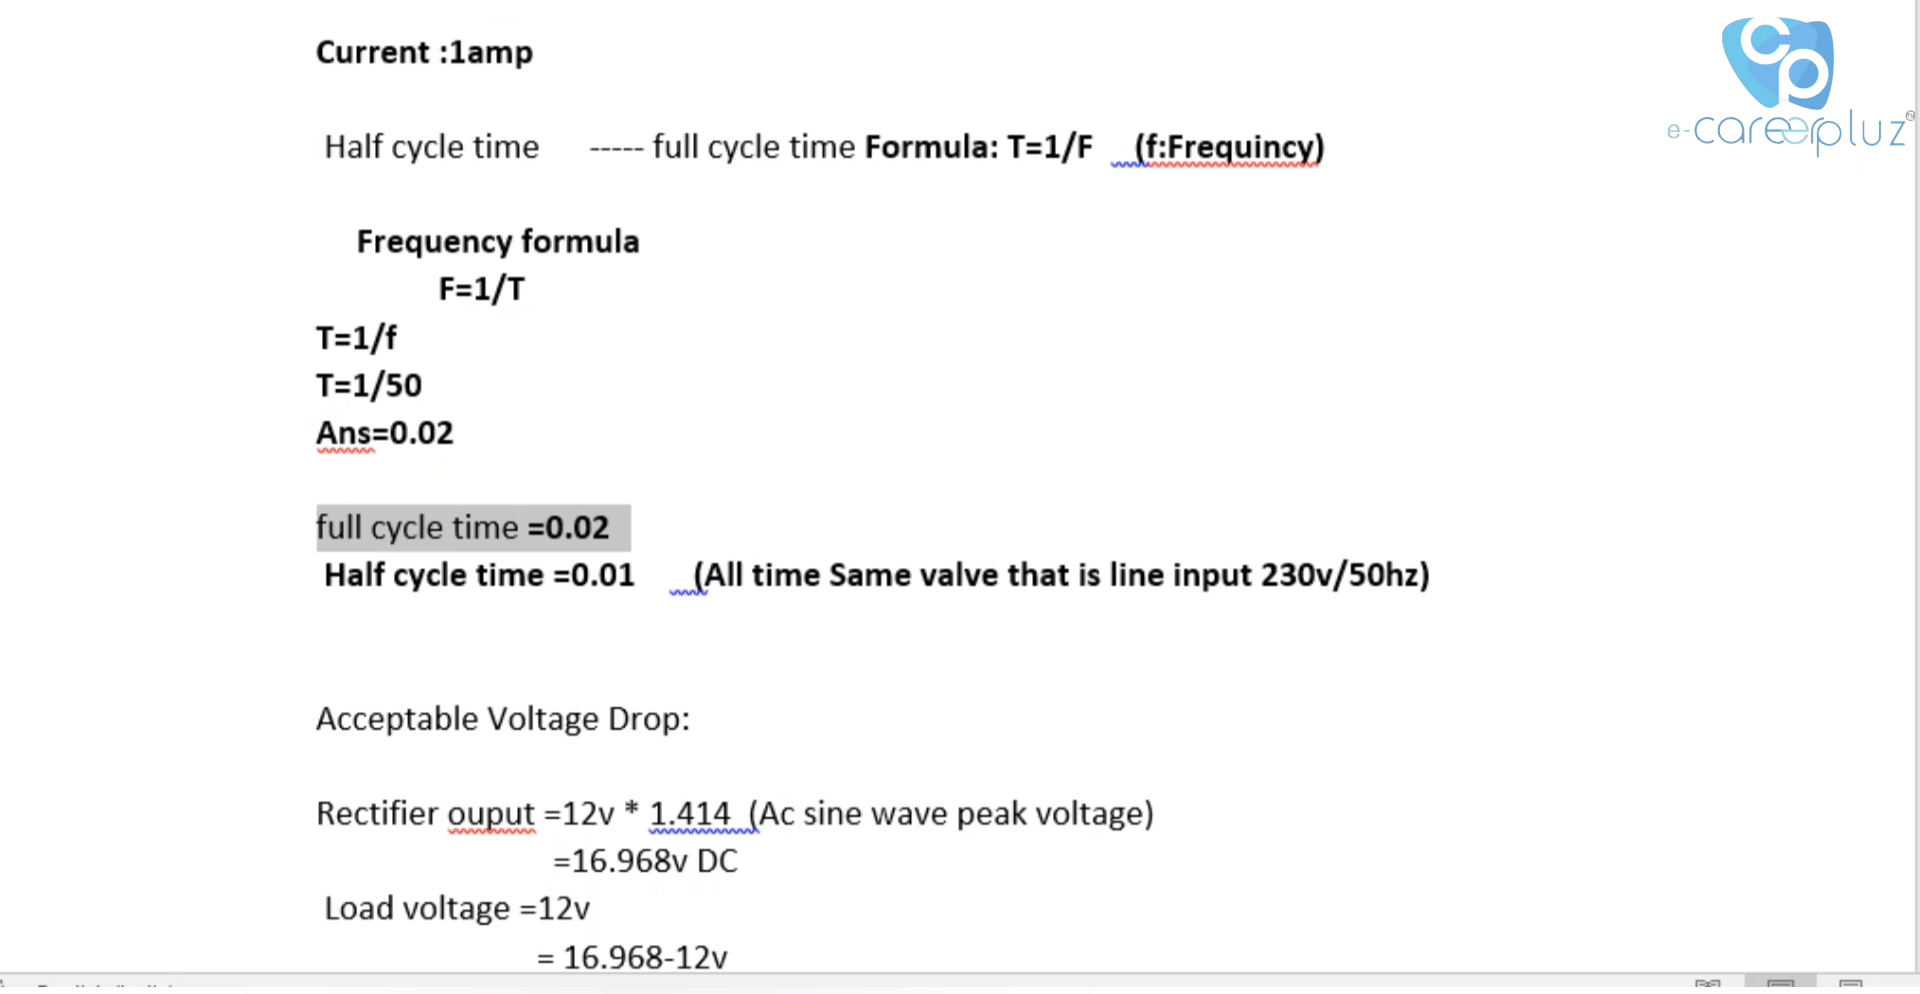 Current :1amp
Half cycle time ----- full cycle time Formula: T=1/F (f:Frequincy)
Frequency formula
F=1/T
T=1/f
T=1/50
Ans=0.02
full cycle time =0.02
Half cycle time =0.01 (All time Same valve that is line input 230v/50hz)
Acceptable Voltage Drop:
Rectifier ouput =12v * 1.414 (Ac sine wave peak voltage)
=16.968v DC
Load voltage =12v
= 16.968-12v
cp
e-careerpluz